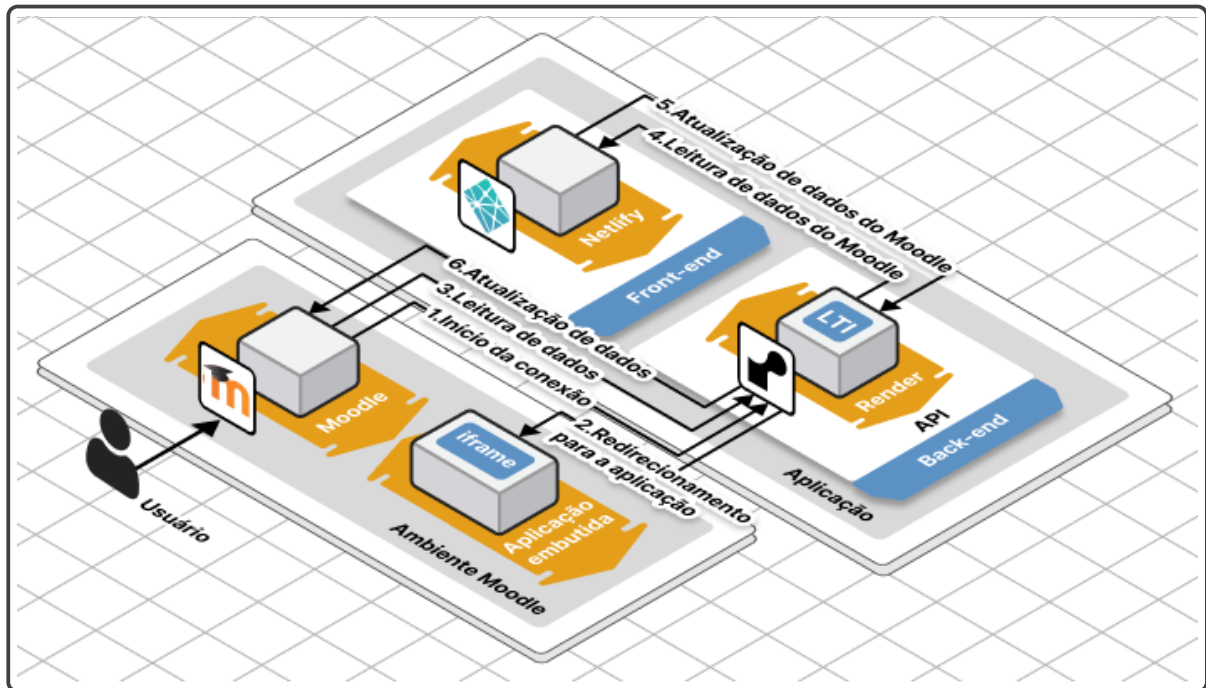 5.Atualização de dados do Moodle
4.Leitura de dados do Moodle
Netlify
Front-end
6.Atualização de dados
3.Leitura de dados
1.Início da conexão
LTI
Render
API
Back-end
Aplicação
m
Moodle
iframe
2.Redirecionamento
para a aplicação
Aplicação
embutida
Usuário
Ambiente Moodle